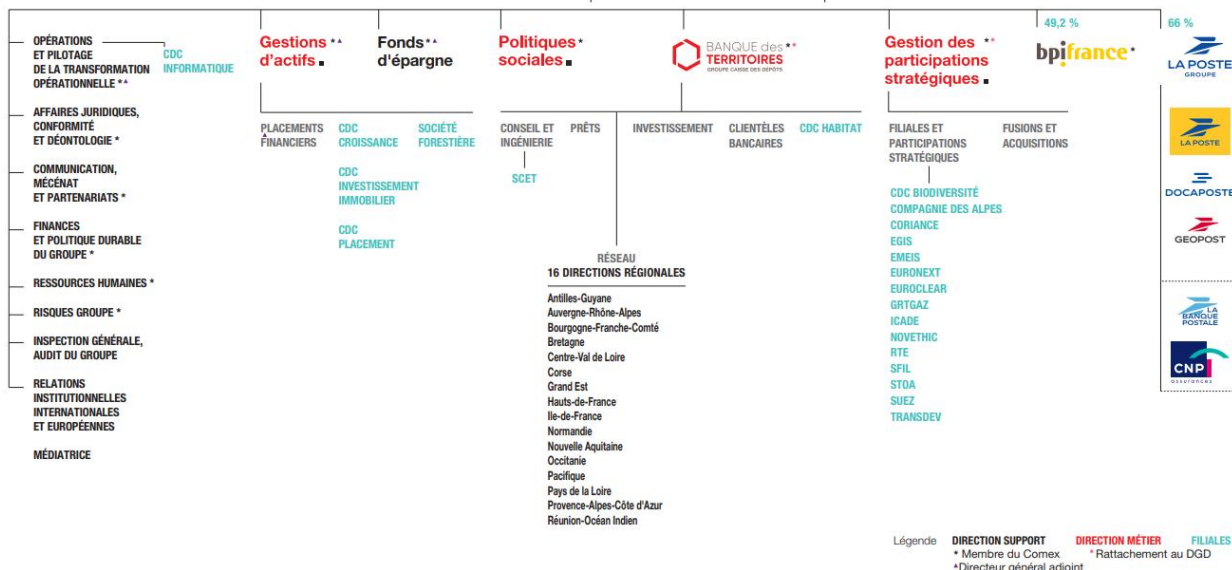 OPÉRATIONS
ET PILOTAGE
DE LA TRANSFORMATION
OPÉRATIONNELLE *▲
CDC
INFORMATIQUE
AFFAIRES JURIDIQUES,
CONFORMITÉ
ET DÉONTOLOGIE *
COMMUNICATION,
MÉCÉNAT
ET PARTENARIATS *
FINANCES
ET POLITIQUE DURABLE
DU GROUPE *
RESSOURCES HUMAINES *
RISQUES GROUPE *
INSPECTION GÉNÉRALE,
AUDIT DU GROUPE
RELATIONS
INSTITUTIONNELLES
INTERNATIONALES
ET EUROPÉENNES
MÉDIATRICE
Gestions *▲
d'actifs ■
PLACEMENTS
FINANCIERS
CDC
CROISSANCE
CDC
INVESTISSEMENT
IMMOBILIER
CDC
PLACEMENT
SOCIÉTÉ
FORESTIÈRE
Fonds *▲
d'épargne
Politiques *
sociales ■
BANQUE des **
TERRITOIRES
GROUPE CAISSE DES DÉPÔTS
CONSEIL ET
INGÉNIERIE
SCET
PRÊTS
INVESTISSEMENT
CLIENTÈLES
BANCAIRES
CDC HABITAT
RÉSEAU
16 DIRECTIONS RÉGIONALES
Antilles-Guyane
Auvergne-Rhône-Alpes
Bourgogne-Franche-Comté
Bretagne
Centre-Val de Loire
Corse
Grand Est
Hauts-de-France
Ile-de-France
Normandie
Nouvelle Aquitaine
Occitanie
Pacifique
Pays de la Loire
Provence-Alpes-Côte d'Azur
Réunion-Océan Indien
Gestion des **
participations
stratégiques ■
FILIALES ET
PARTICIPATIONS
STRATÉGIQUES
CDC BIODIVERSITÉ
COMPAGNIE DES ALPES
CORIANCE
EGIS
EMEIS
EURONEXT
EUROCLEAR
GRTGAZ
ICADE
NOVETHIC
RTE
SFIL
STOA
SUEZ
TRANSDEV
FUSIONS ET
ACQUISITIONS
49,2 %
bpifrance *
66 %
LA POSTE
GROUPE
LA POSTE
DOCAPOSTE
GEOPOST
LA
BANQUE
POSTALE
CNP
assurances
Légende DIRECTION SUPPORT DIRECTION MÉTIER FILIALES
* Membre du Comex * Rattachement au DGD
▲Directeur général adjoint